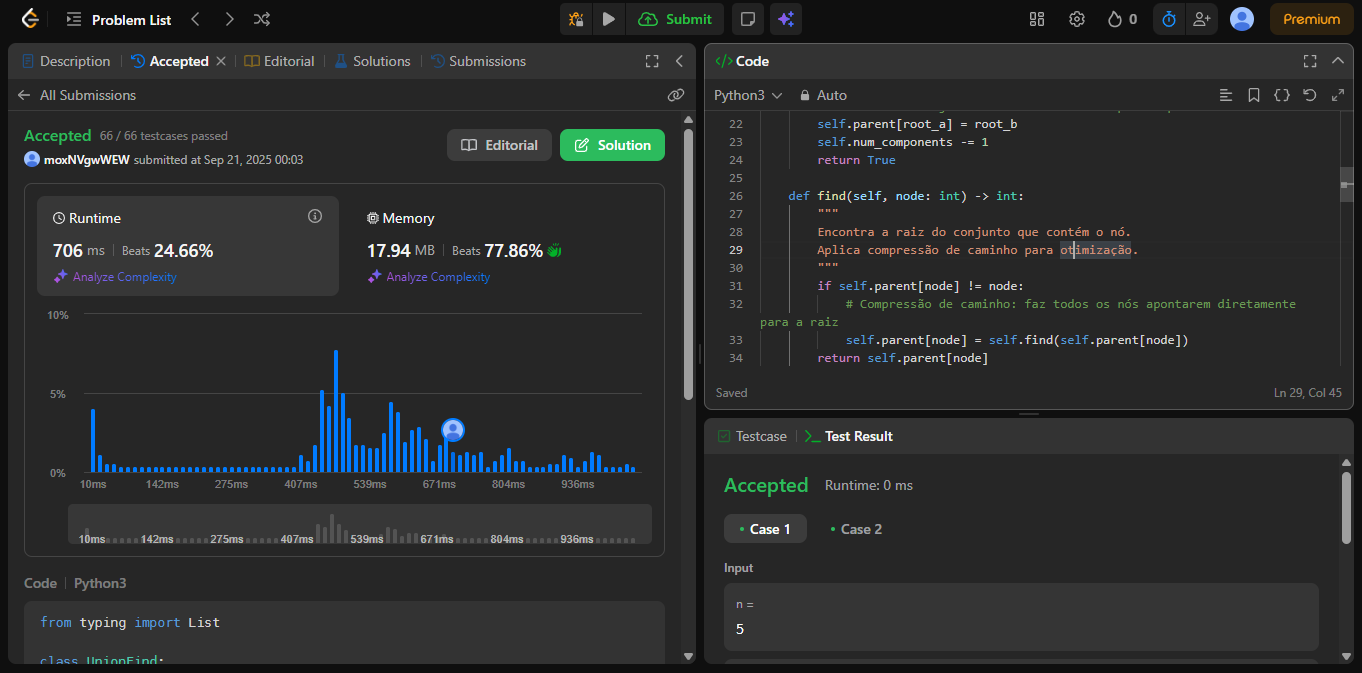 Problem List
Submit
0
Premium
Description
Accepted
Editorial
Solutions
Submissions
All Submissions
Accepted 66 / 66 testcases passed
moxNVgwWEW submitted at Sep 21, 2025 00:03
Editorial
Solution
Runtime
706 ms Beats 24.66%
Analyze Complexity
Memory
17.94 MB Beats 77.86%
Analyze Complexity
10%
5%
0%
10ms 142ms 275ms 407ms 539ms 671ms 804ms 936ms
10ms 142ms 275ms 407ms 539ms 671ms 804ms 936ms
Code Python3
from typing import List
class UnionFind:
</> Code
Python3
Auto
22 self.parent[root_a] = root_b
23 self.num_components -= 1
24 return True
25
26 def find(self, node: int) -> int:
27 """
28 Encontra a raiz do conjunto que contém o nó.
29 Aplica compressão de caminho para otimização.
30 """
31 if self.parent[node] != node:
32 # Compressão de caminho: faz todos os nós apontarem diretamente
para a raiz
33 self.parent[node] = self.find(self.parent[node])
34 return self.parent[node]
Saved
Ln 29, Col 45
Testcase
Test Result
Accepted Runtime: 0 ms
Case 1
Case 2
Input
n =
5